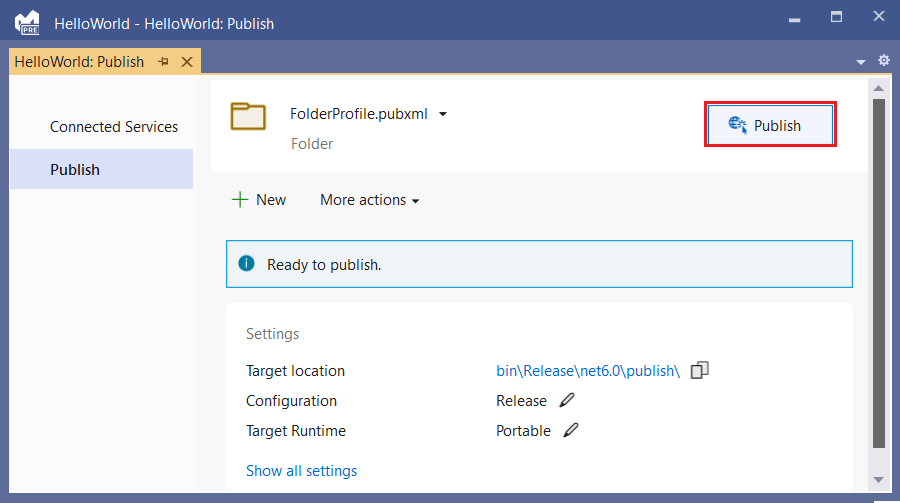 PRE
HelloWorld - HelloWorld: Publish
HelloWorld: Publish
Connected Services
Publish
FolderProfile.pubxml
Folder
Publish
New
More actions
Ready to publish.
Settings
Target location bin\Release\net6.0\publish\
Configuration Release
Target Runtime Portable
Show all settings